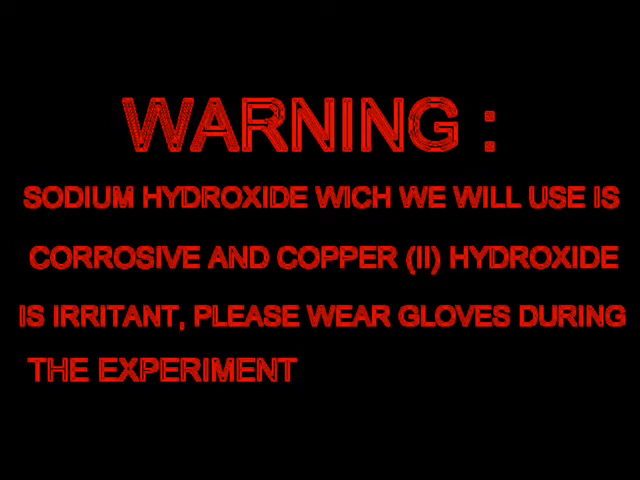 WARNING :
SODIUM HYDROXIDE WICH WE WILL USE IS
CORROSIVE AND COPPER (II) HYDROXIDE
IS IRRITANT, PLEASE WEAR GLOVES DURING
THE EXPERIMENT